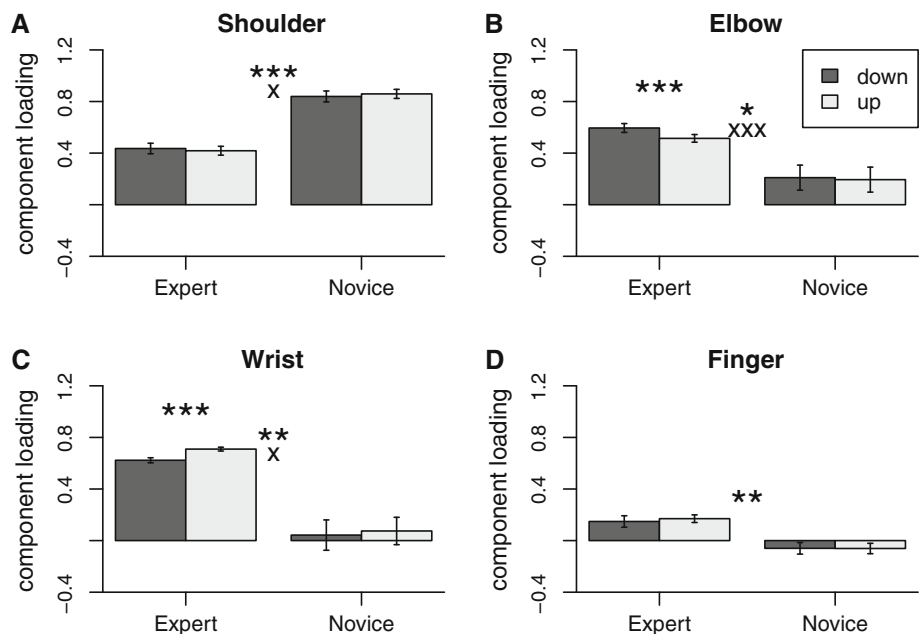 A Shoulder
component loading
1.2
0.8
0.4
−0.4
***
x
Expert Novice
B Elbow
component loading
1.2
0.8
0.4
−0.4
down
up
***
*
xxx
Expert Novice
C Wrist
component loading
1.2
0.8
0.4
−0.4
***
**
x
Expert Novice
D Finger
component loading
1.2
0.8
0.4
−0.4
**
Expert Novice